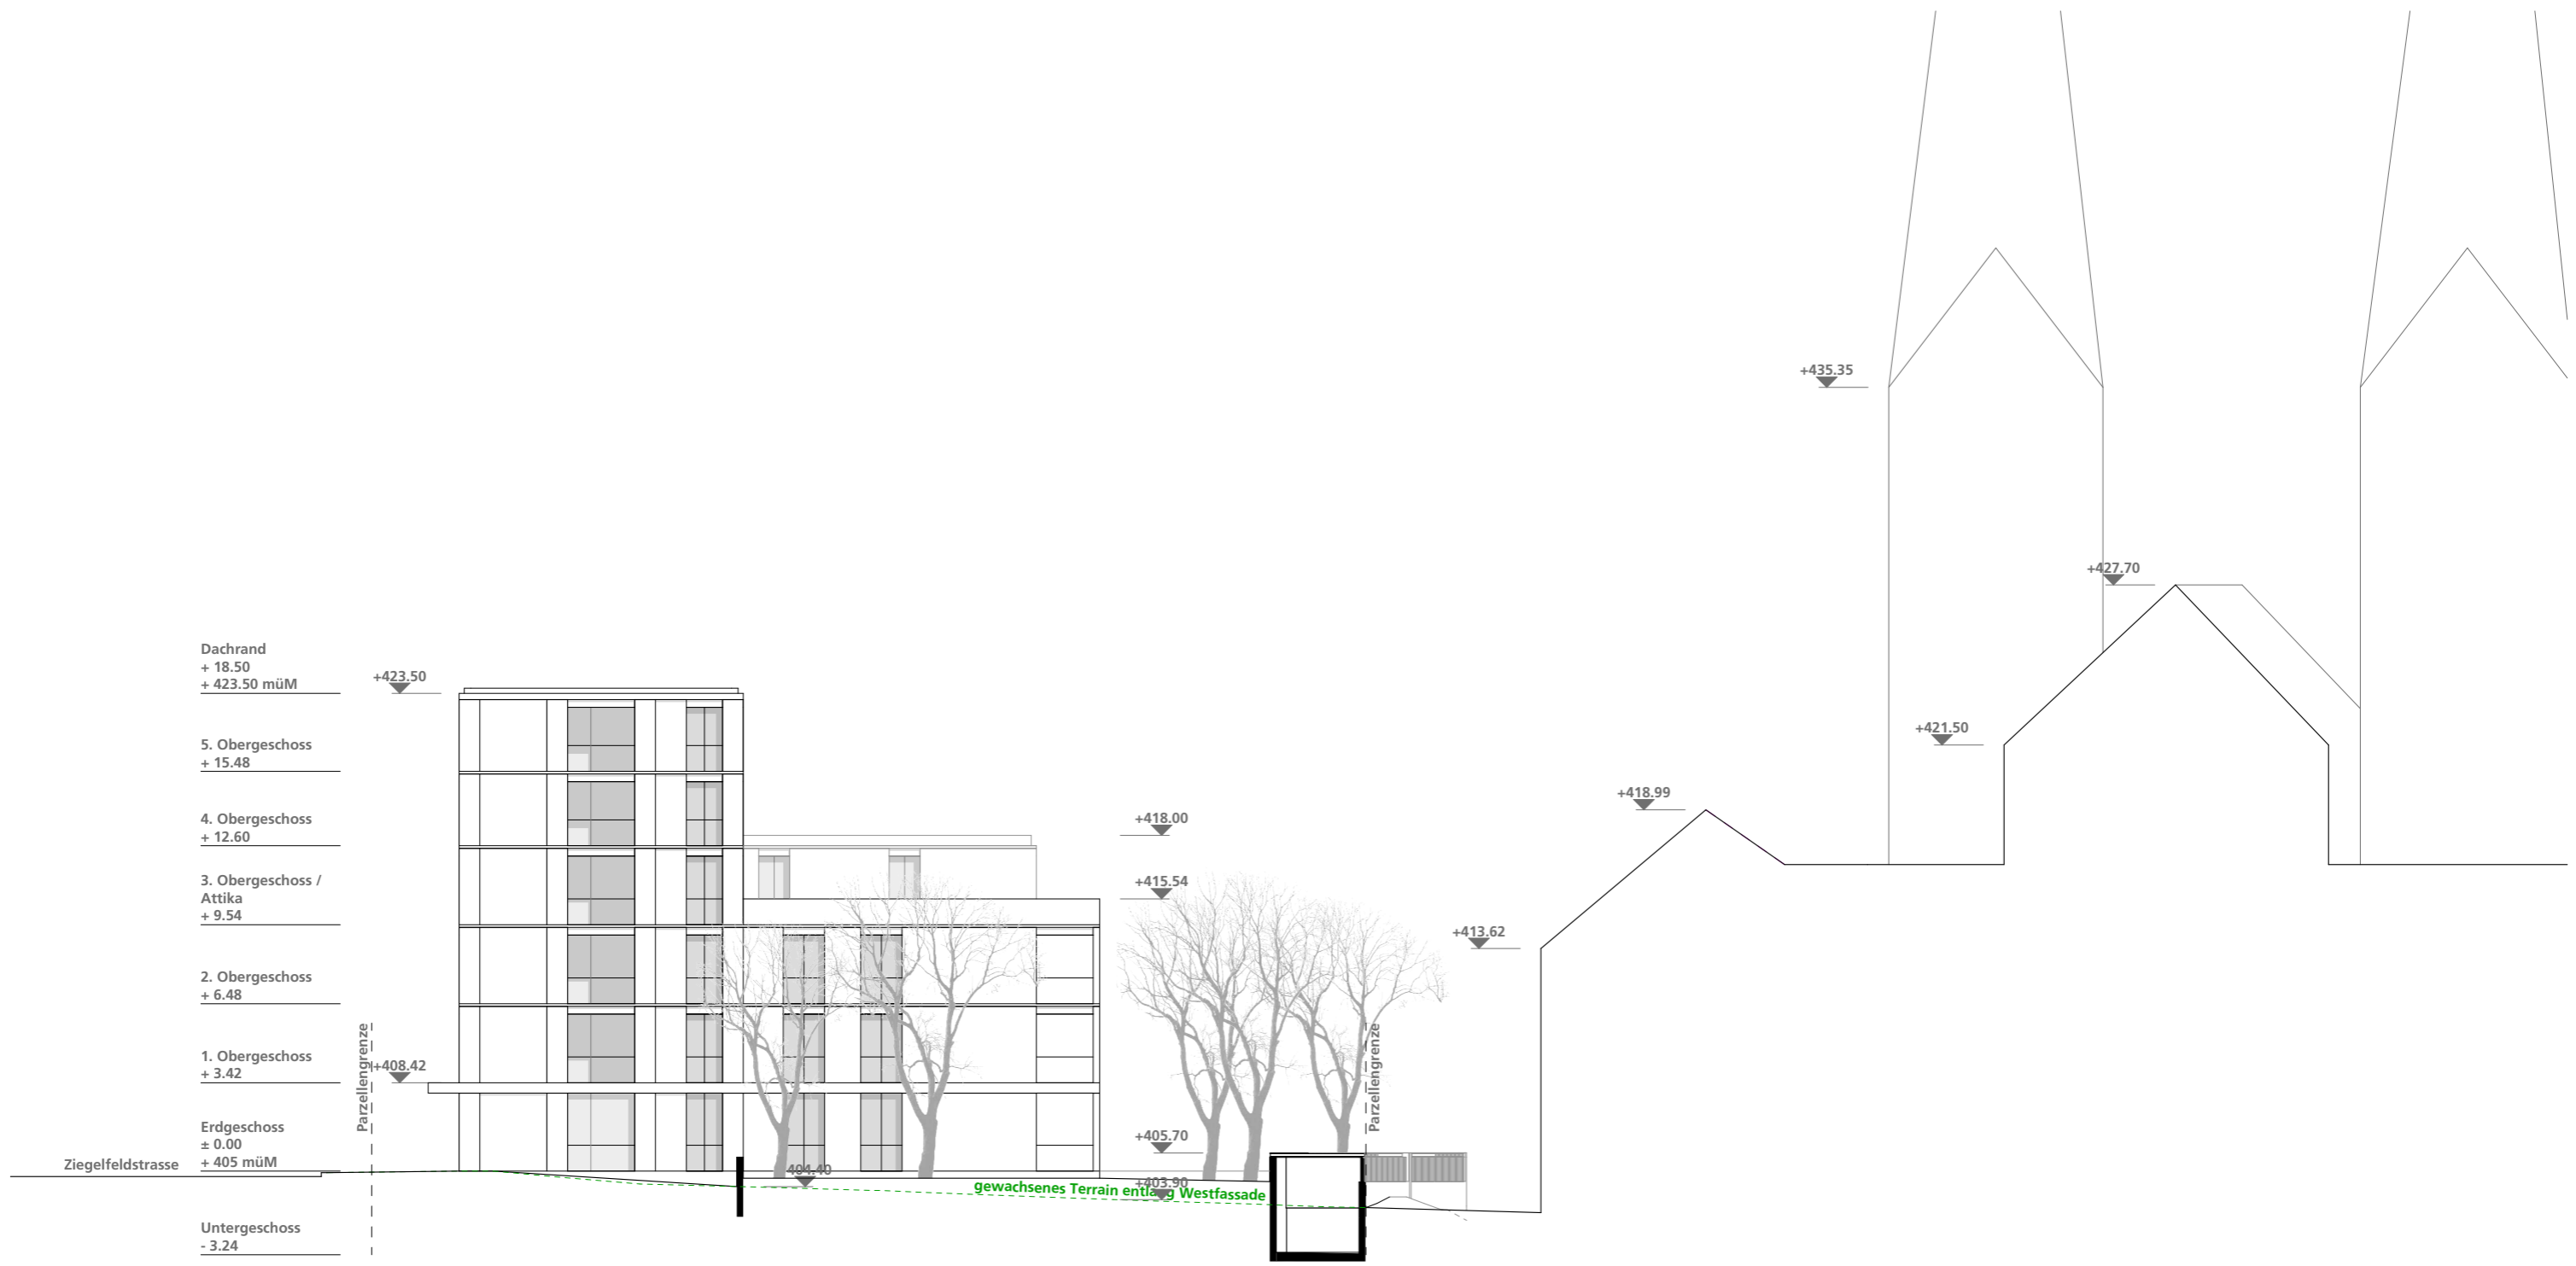 +435.35
+427.70
Dachrand
+ 18.50
+ 423.50 müM
+423.50
+421.50
5. Obergeschoss
+ 15.48
+418.99
4. Obergeschoss
+ 12.60
+418.00
3. Obergeschoss /
Attika
+ 9.54
+415.54
+413.62
2. Obergeschoss
+ 6.48
1. Obergeschoss
+ 3.42
Parzellengrenze
+408.42
Parzellengrenze
Erdgeschoss
± 0.00
+ 405 müM
Ziegelfeldstrasse
+405.70
404.40
gewachsenes Terrain entlang Westfassade
+403.90
Untergeschoss
- 3.24